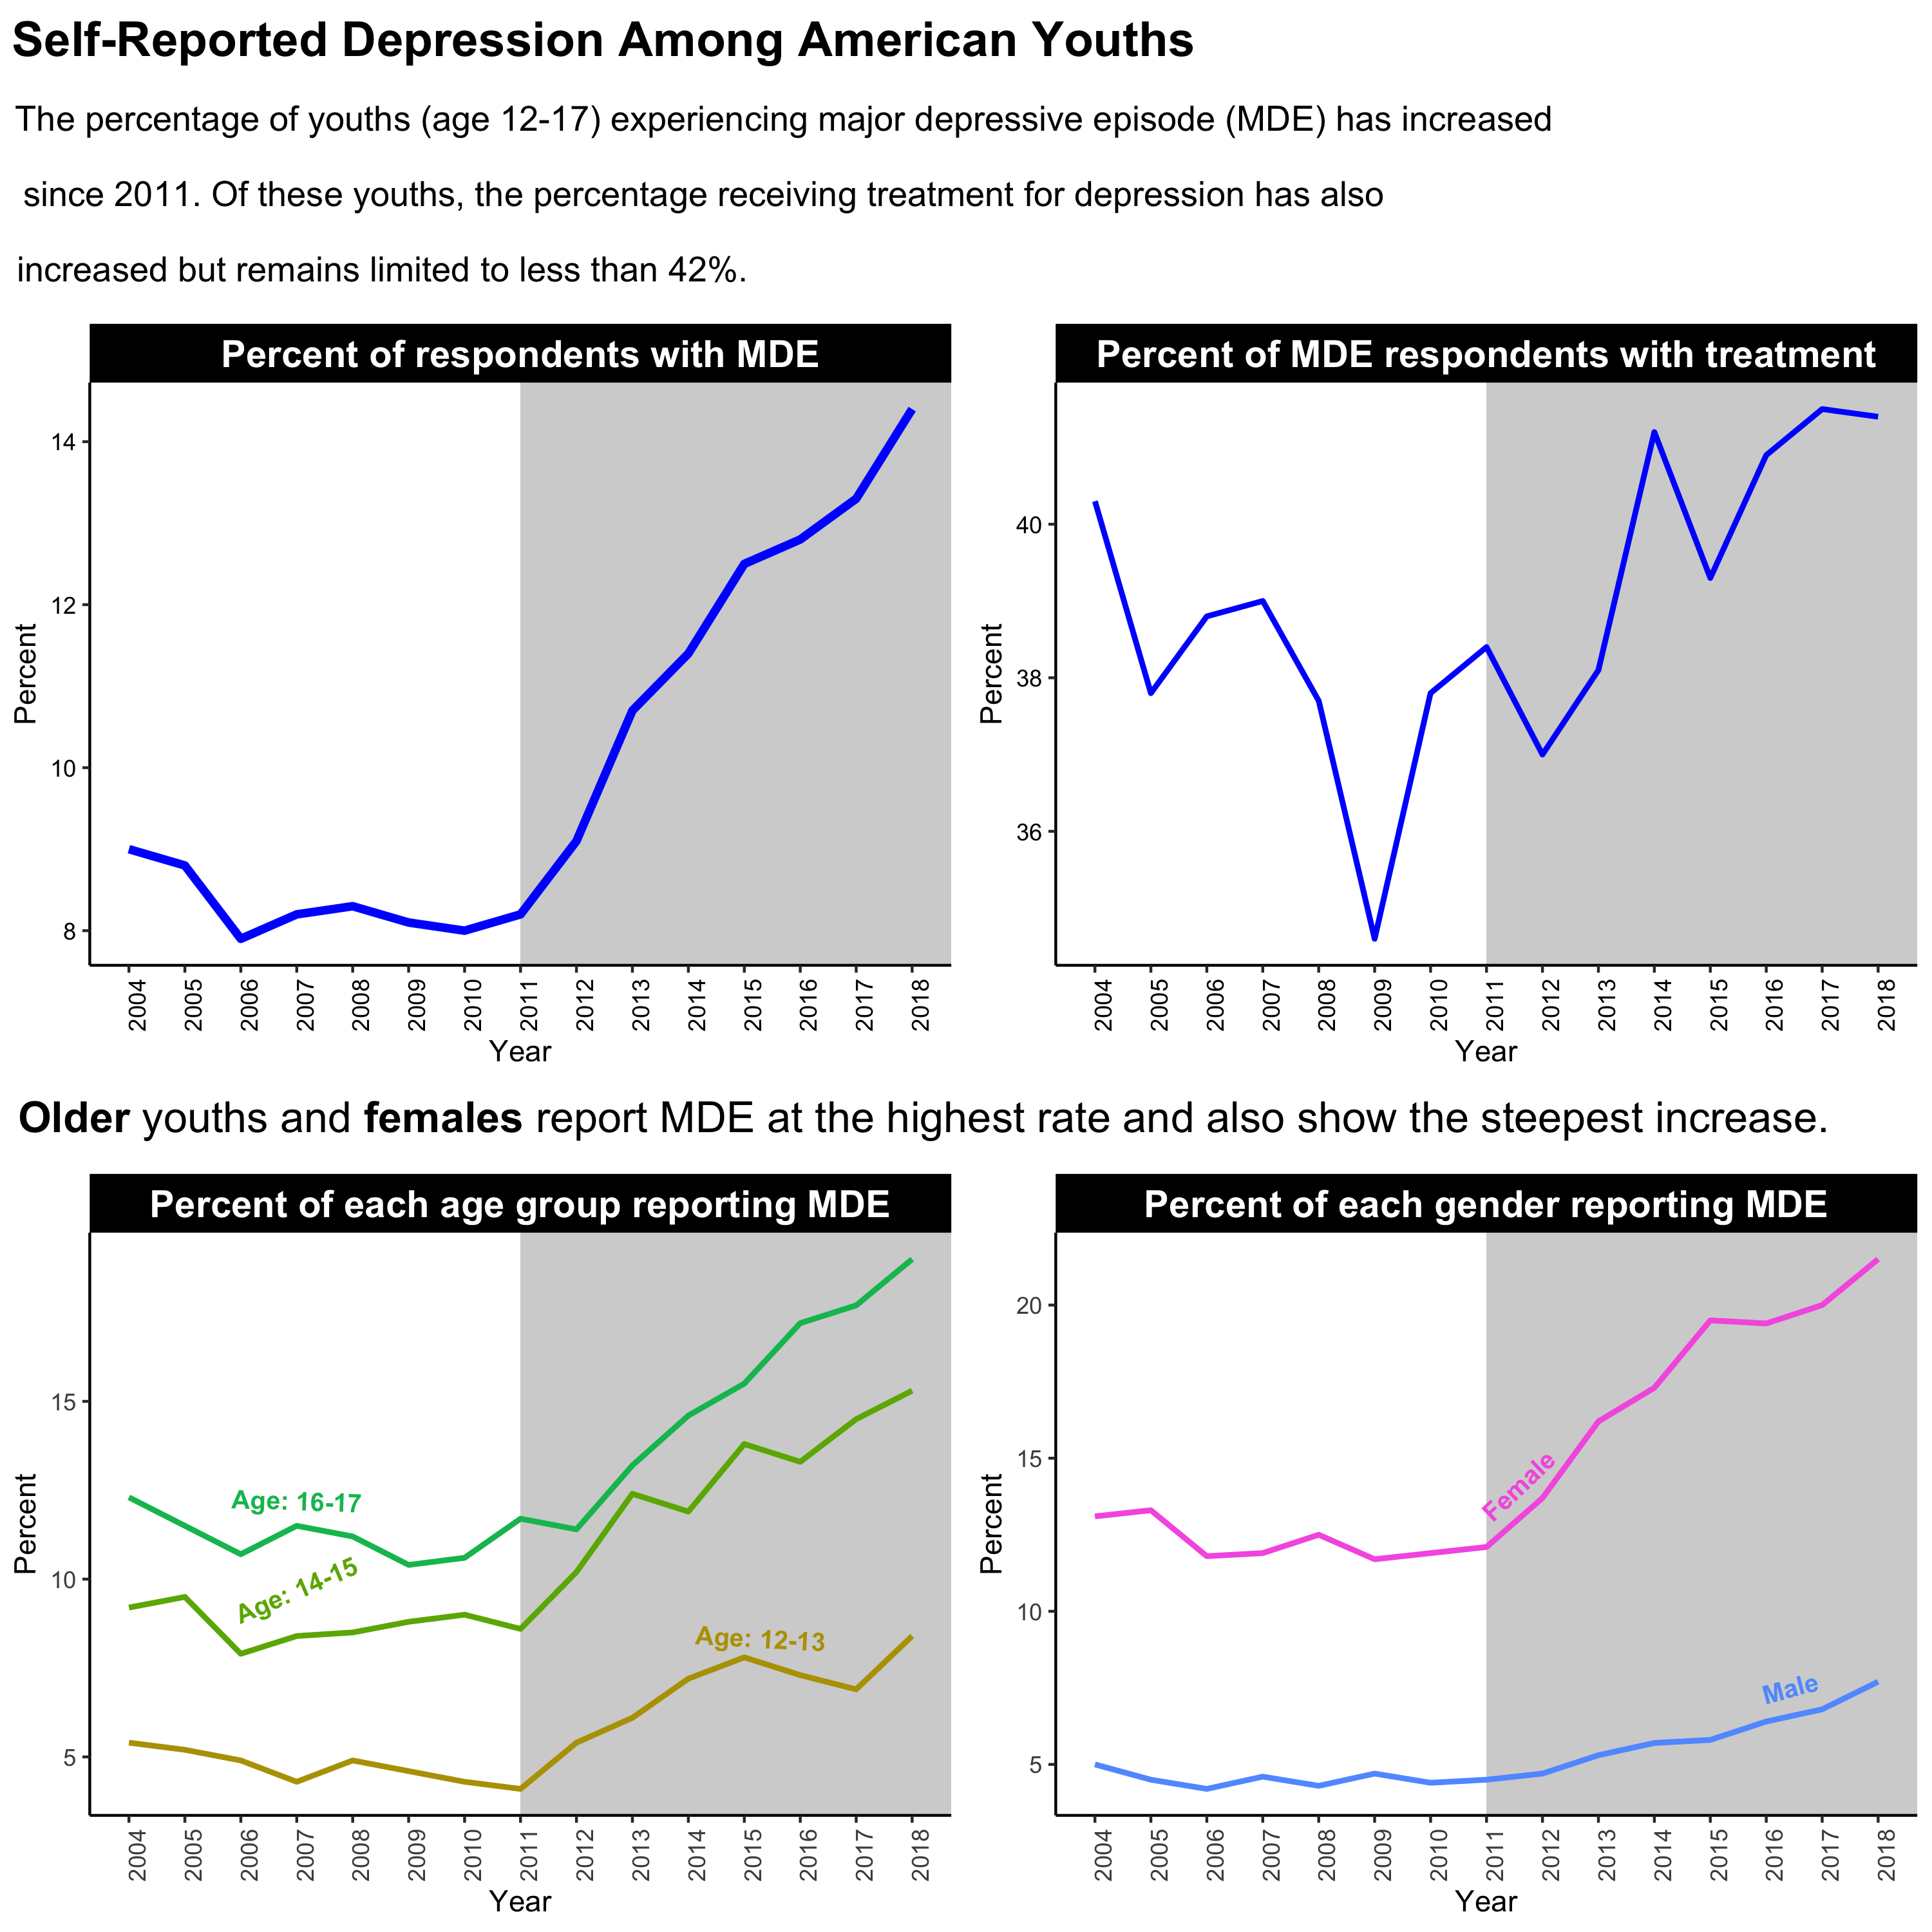 Self-Reported Depression Among American Youths
The percentage of youths (age 12-17) experiencing major depressive episode (MDE) has increased
since 2011. Of these youths, the percentage receiving treatment for depression has also
increased but remains limited to less than 42%.
Percent of respondents with MDE
14
12
10
8
Percent
2004 2005 2006 2007 2008 2009 2010 2011 2012 2013 2014 2015 2016 2017 2018
Year
Percent of MDE respondents with treatment
40
38
36
Percent
2004 2005 2006 2007 2008 2009 2010 2011 2012 2013 2014 2015 2016 2017 2018
Year
Older youths and females report MDE at the highest rate and also show the steepest increase.
Percent of each age group reporting MDE
15
10
5
Percent
Age: 16-17
Age: 14-15
Age: 12-13
2004 2005 2006 2007 2008 2009 2010 2011 2012 2013 2014 2015 2016 2017 2018
Year
Percent of each gender reporting MDE
20
15
10
5
Percent
Female
Male
2004 2005 2006 2007 2008 2009 2010 2011 2012 2013 2014 2015 2016 2017 2018
Year